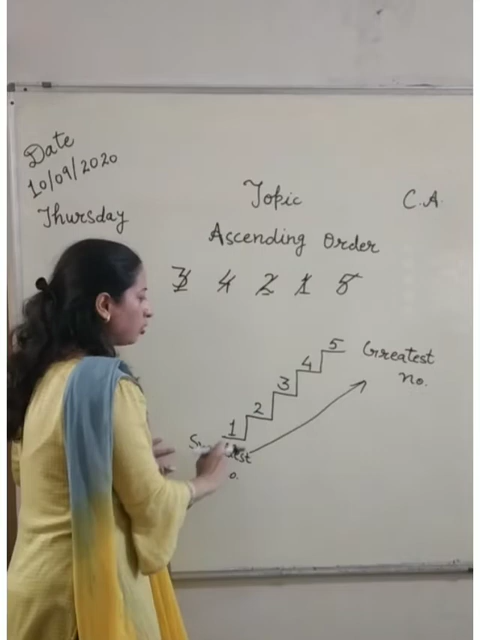 Date
10/09/2020
Thursday
Topic
C.A.
Ascending Order
3 4 2 1 5
5
4
3
2
1
Greatest
no.